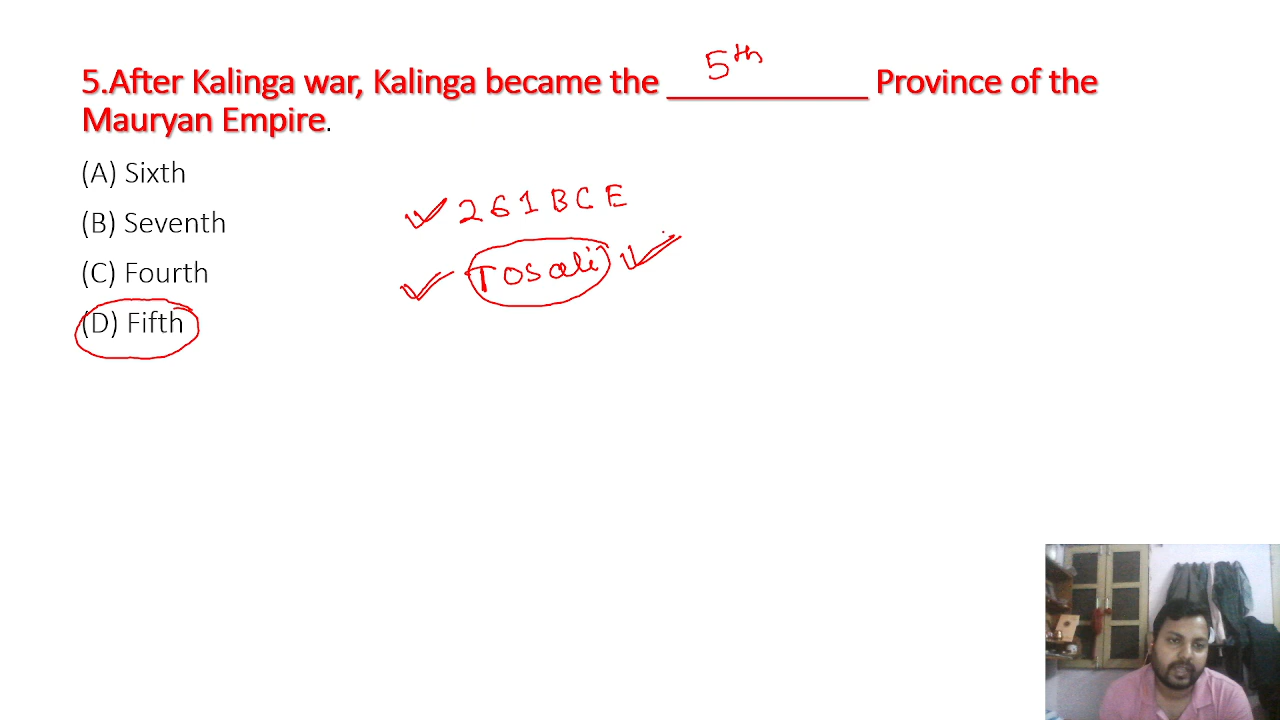 5th
5.After Kalinga war, Kalinga became the ____________ Province of the
Mauryan Empire.
(A) Sixth
261 BCE
(B) Seventh
(C) Fourth
Tosali
(D) Fifth